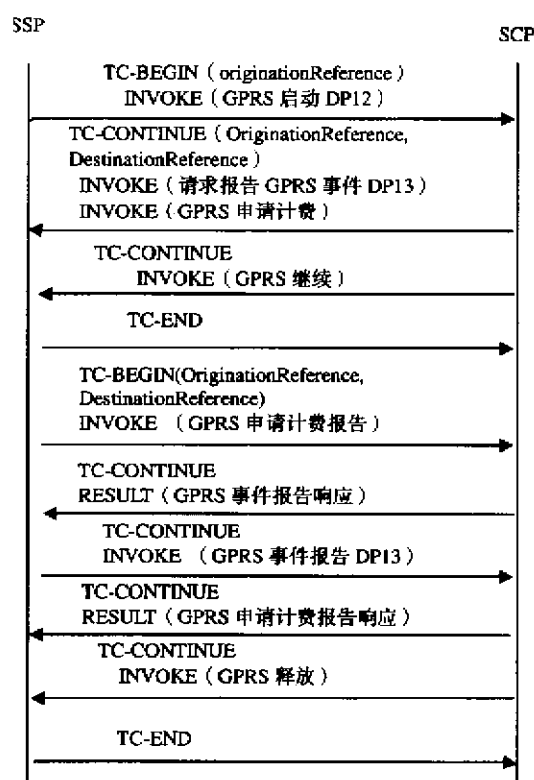 SSP
SCP
TC-BEGIN（originationReference）
INVOKE（GPRS 启动 DP12）
TC-CONTINUE（OriginationReference,
DestinationReference）
INVOKE（请求报告 GPRS 事件 DP13）
INVOKE（GPRS 申请计费）
TC-CONTINUE
INVOKE（GPRS 继续）
TC-END
TC-BEGIN(OriginationReference,
DestinationReference)
INVOKE （GPRS 申请计费报告）
TC-CONTINUE
RESULT（GPRS 事件报告响应）
TC-CONTINUE
INVOKE （GPRS 事件报告 DP13）
TC-CONTINUE
RESULT（GPRS 申请计费报告响应）
TC-CONTINUE
INVOKE（GPRS 释放）
TC-END